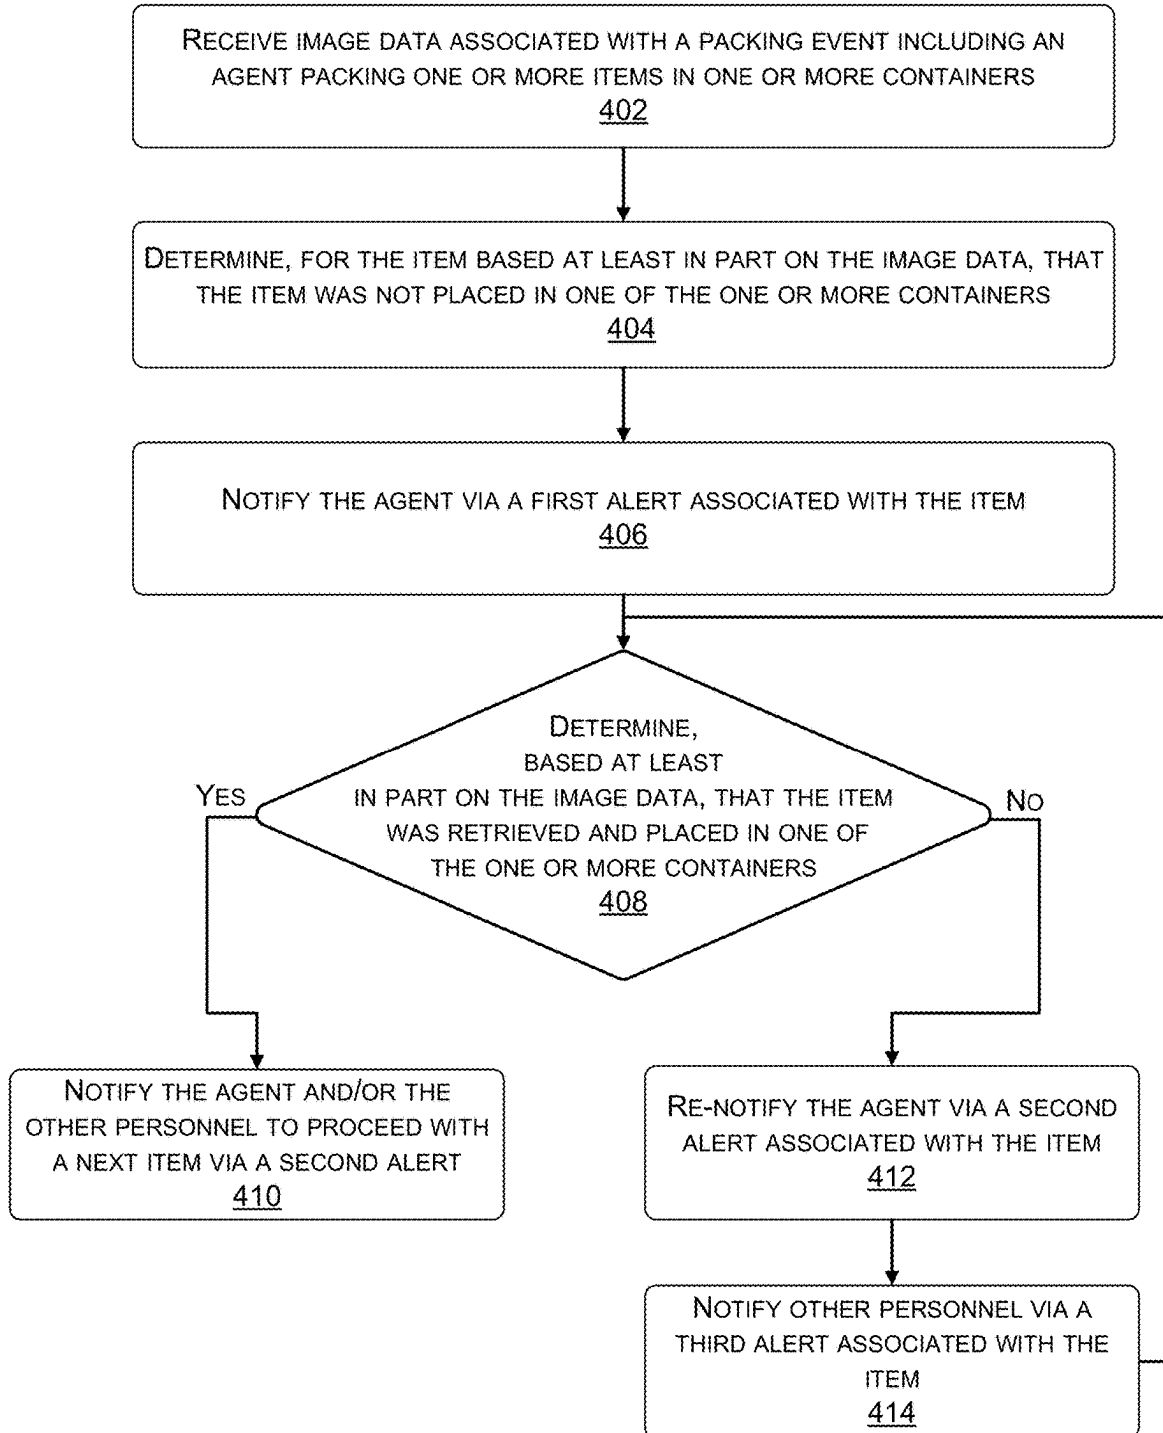 RECEIVE IMAGE DATA ASSOCIATED WITH A PACKING EVENT INCLUDING AN
AGENT PACKING ONE OR MORE ITEMS IN ONE OR MORE CONTAINERS
402
DETERMINE, FOR THE ITEM BASED AT LEAST IN PART ON THE IMAGE DATA, THAT
THE ITEM WAS NOT PLACED IN ONE OF THE ONE OR MORE CONTAINERS
404
NOTIFY THE AGENT VIA A FIRST ALERT ASSOCIATED WITH THE ITEM
406
DETERMINE,
BASED AT LEAST
IN PART ON THE IMAGE DATA, THAT THE ITEM
WAS RETRIEVED AND PLACED IN ONE OF
THE ONE OR MORE CONTAINERS
408
YES
NO
NOTIFY THE AGENT AND/OR THE
OTHER PERSONNEL TO PROCEED WITH
A NEXT ITEM VIA A SECOND ALERT
410
RE-NOTIFY THE AGENT VIA A SECOND
ALERT ASSOCIATED WITH THE ITEM
412
NOTIFY OTHER PERSONNEL VIA A
THIRD ALERT ASSOCIATED WITH THE
ITEM
414